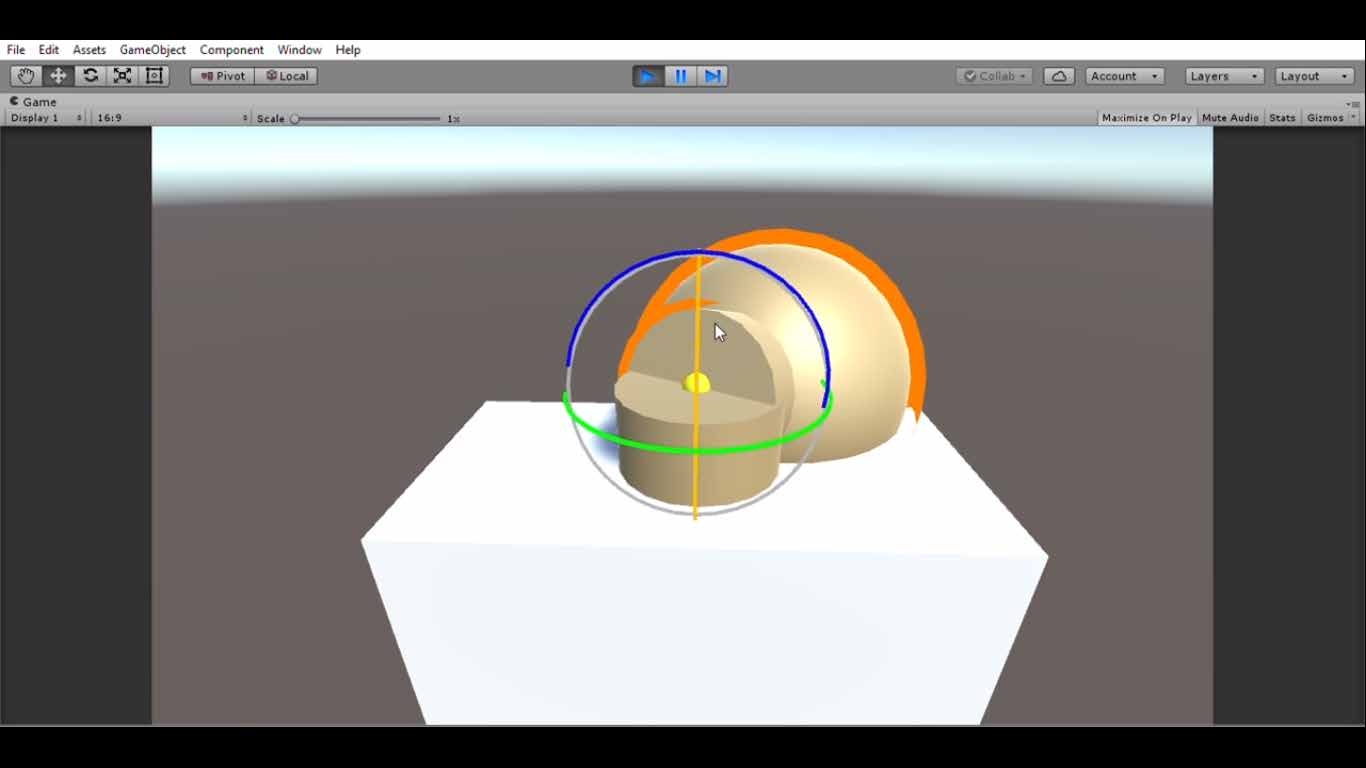 File Edit Assets GameObject Component Window Help
Pivot Local Collab Account Layers Layout
Game
Display 1 16:9 Scale 1x Maximize On Play Mute Audio Stats Gizmos